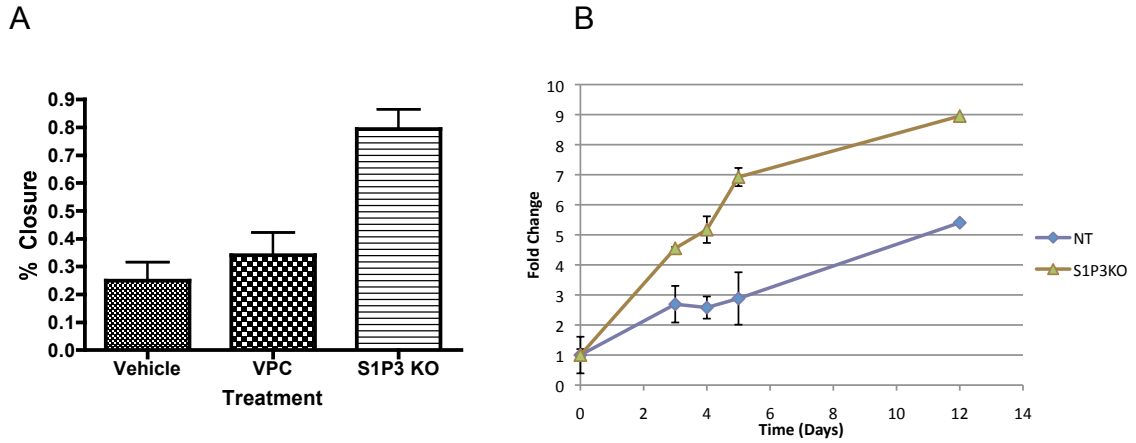 A
% Closure
0.9
0.8
0.7
0.6
0.5
0.4
0.3
0.2
0.1
0.0
Vehicle VPC S1P3 KO
Treatment
B
Fold Change
10
9
8
7
6
5
4
3
2
1
0
0 2 4 6 8 10 12 14
Time (Days)
NT
S1P3KO